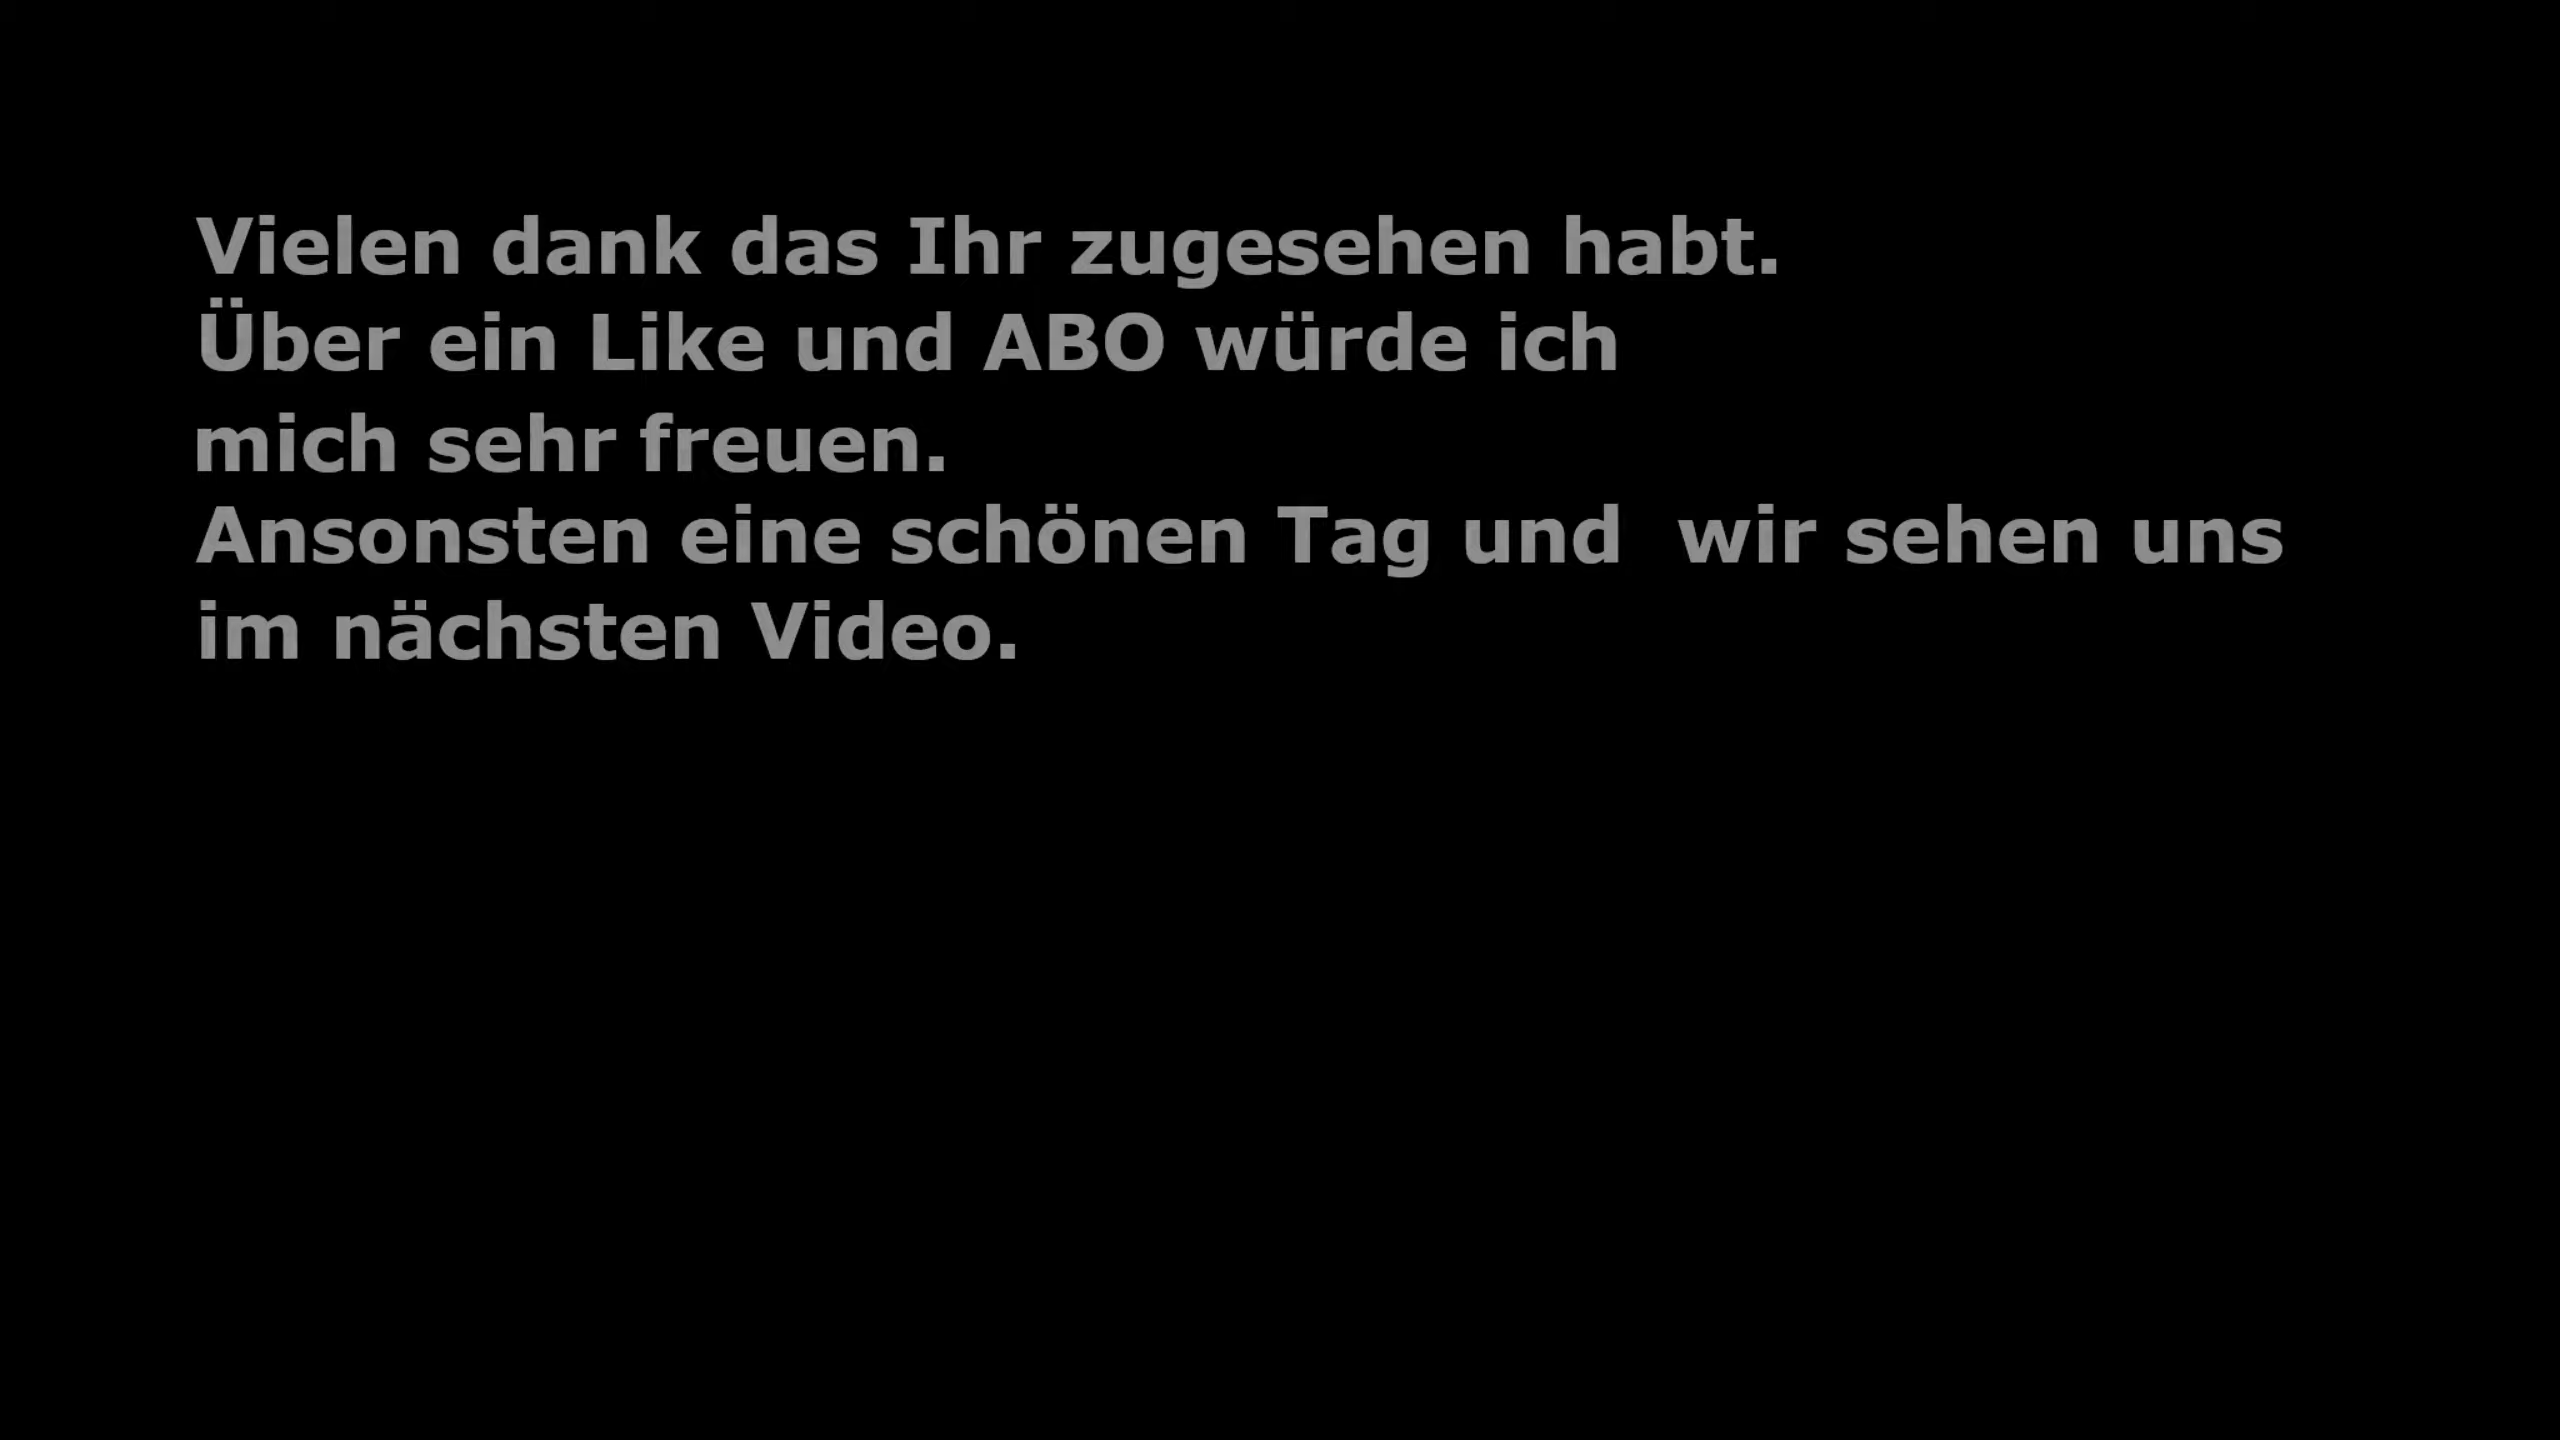 Vielen dank das Ihr zugesehen habt.
Über ein Like und ABO würde ich
mich sehr freuen.
Ansonsten eine schönen Tag und  wir sehen uns
im nächsten Video.